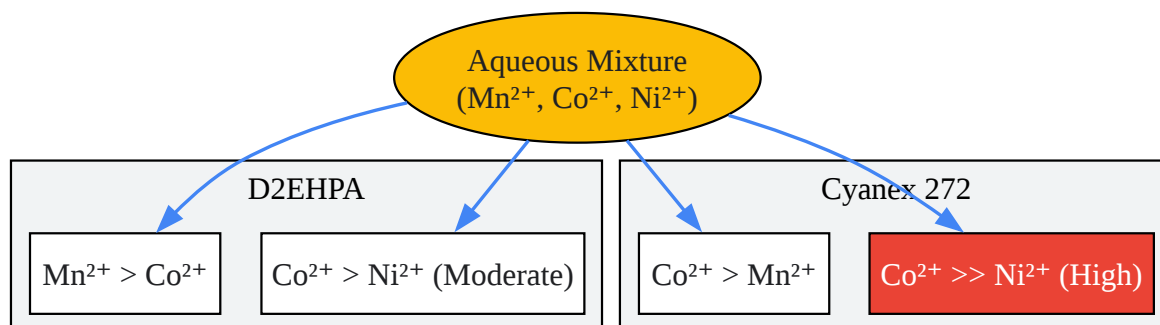 Aqueous Mixture
(Mn²⁺, Co²⁺, Ni²⁺)
D2EHPA
Cyanex 272
Mn²⁺ > Co²⁺
Co²⁺ > Ni²⁺ (Moderate)
Co²⁺ > Mn²⁺
Co²⁺ >> Ni²⁺ (High)